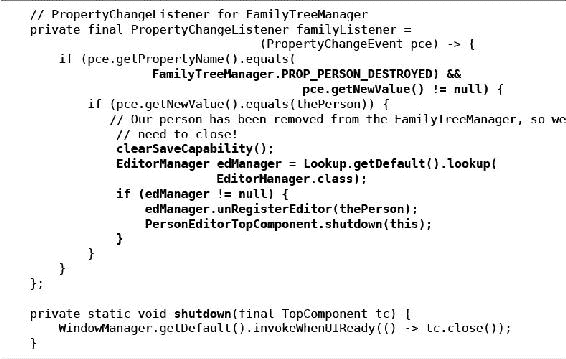 // PropertyChangeListener for FamilyTreeManager
private final PropertyChangeListener familyListener =
(PropertyChangeEvent pce) -> {
if (pce.getPropertyName().equals(
FamilyTreeManager.PROP_PERSON_DESTROYED) &&
pce.getNewValue() != null) {
if (pce.getNewValue().equals(thePerson)) {
// Our person has been removed from the FamilyTreeManager, so we
// need to close!
clearSaveCapability();
EditorManager edManager = Lookup.getDefault().lookup(
EditorManager.class);
if (edManager != null) {
edManager.unRegisterEditor(thePerson);
PersonEditorTopComponent.shutdown(this);
}
}
}
};
private static void shutdown(final TopComponent tc) {
WindowManager.getDefault().invokeWhenUIReady(() -> tc.close());
}